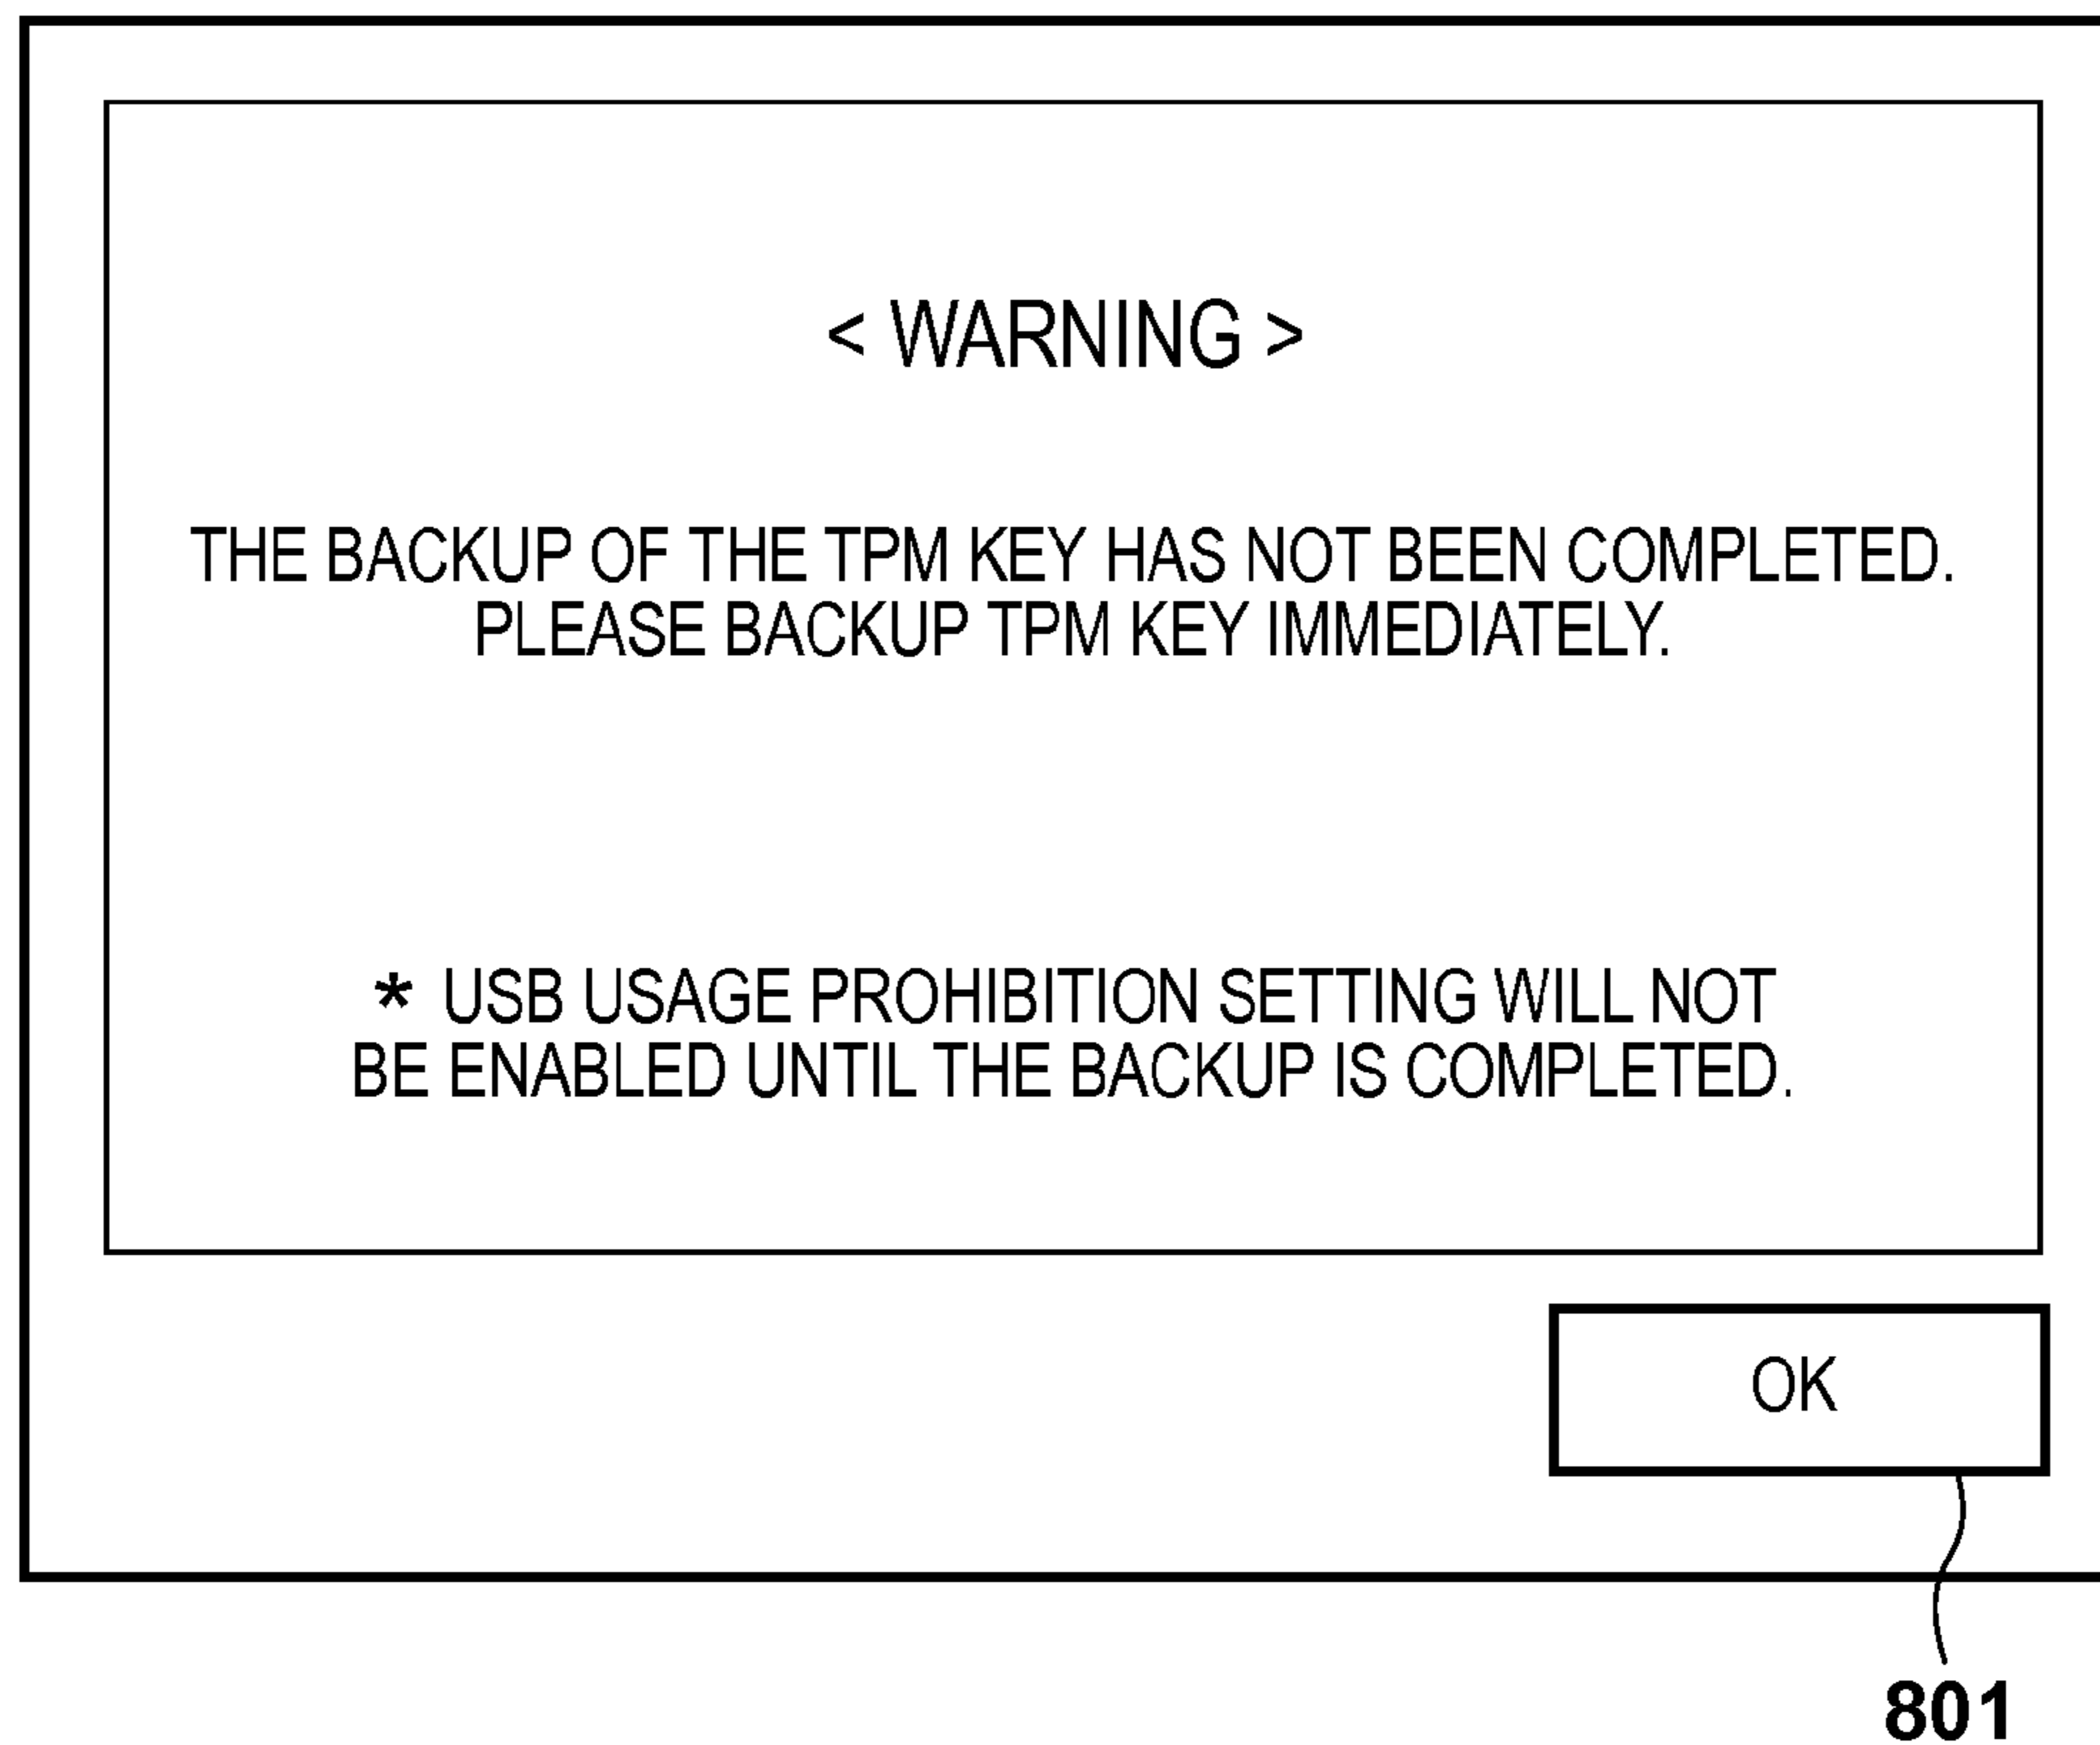 < WARNING >
THE BACKUP OF THE TPM KEY HAS NOT BEEN COMPLETED.
PLEASE BACKUP TPM KEY IMMEDIATELY.
* USB USAGE PROHIBITION SETTING WILL NOT
BE ENABLED UNTIL THE BACKUP IS COMPLETED.
OK
801